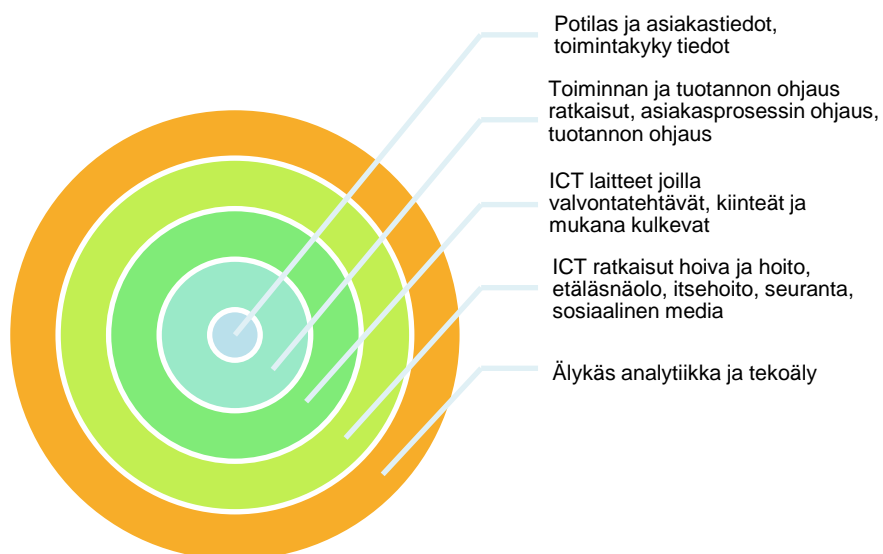 Potilas ja asiakastiedot,
toimintakyky tiedot
Toiminnan ja tuotannon ohjaus
ratkaisut, asiakasprosessin ohjaus,
tuotannon ohjaus
ICT laitteet joilla
valvontatehtävät, kiinteät ja
mukana kulkevat
ICT ratkaisut hoiva ja hoito,
etäläsnäolo, itsehoito, seuranta,
sosiaalinen media
Älykäs analytiikka ja tekoäly